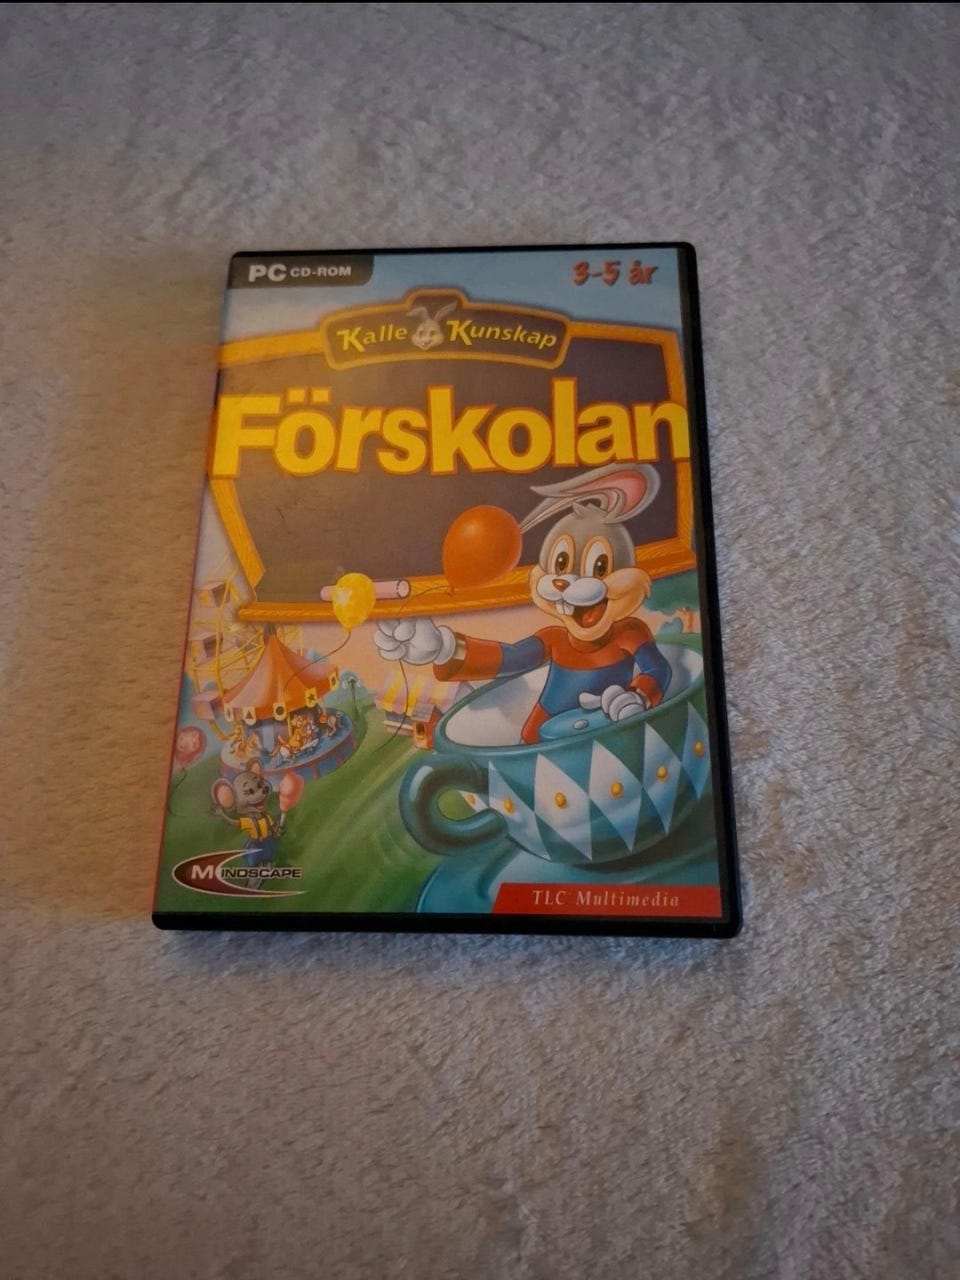 PC CD-ROM
3-5 år
Kalle Kunskap
Förskolan
MINDSCAPE
TLC Multimedia